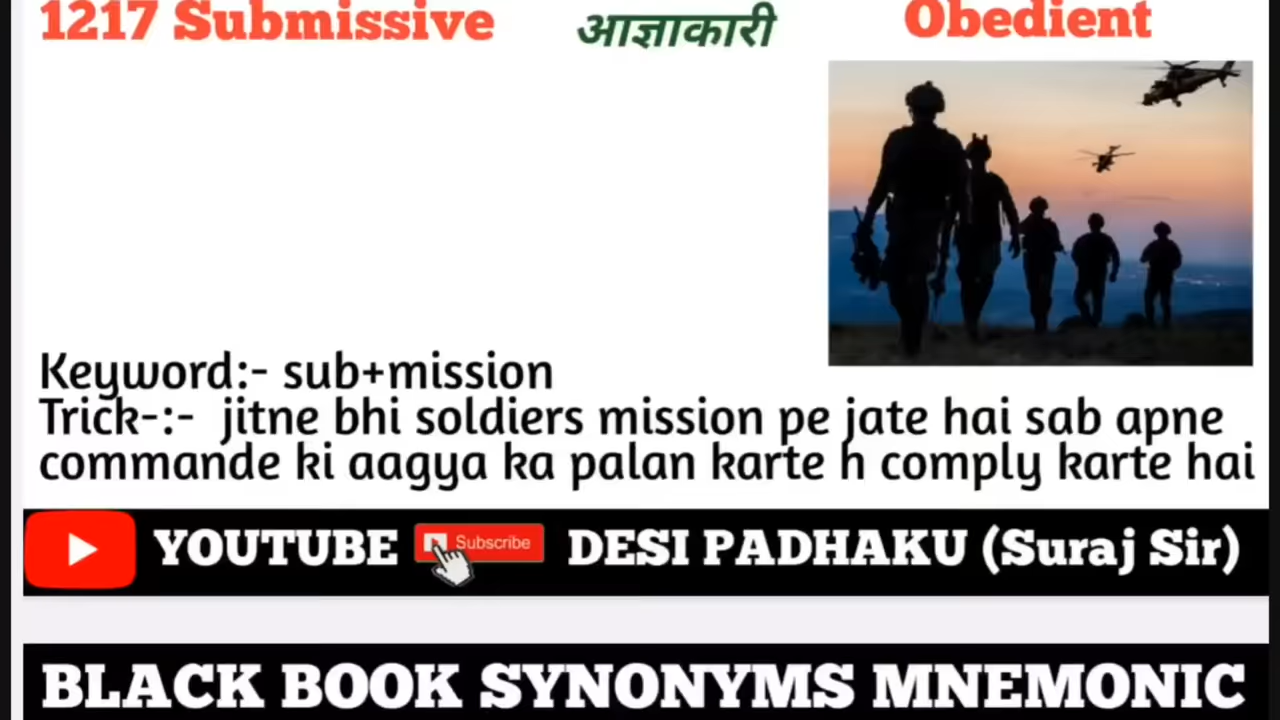 1217 Submissive आज्ञाकारी Obedient
Keyword:- sub+mission
Trick-:- jitne bhi soldiers mission pe jate hai sab apne
commande ki aagya ka palan karte h comply karte hai
YOUTUBE Subscribe DESI PADHAKU (Suraj Sir)
BLACK BOOK SYNONYMS MNEMONIC